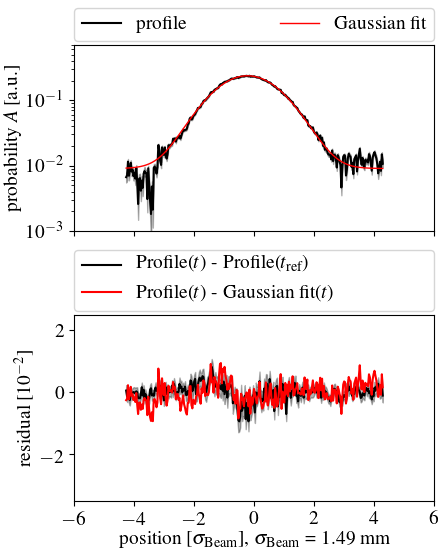 profile
Gaussian fit
probability A [a.u.]
10⁻¹
10⁻²
10⁻³
Profile(t) - Profile(t_ref)
Profile(t) - Gaussian fit(t)
residual [10⁻²]
2
0
−2
−6 −4 −2 0 2 4 6
position [σ_Beam], σ_Beam = 1.49 mm